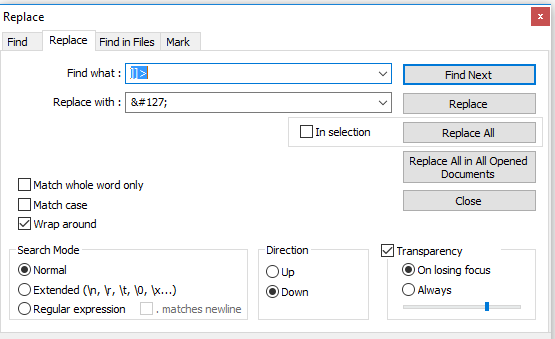 Replace
x
Find Replace Find in Files Mark
Find what : ]]> Find Next
Replace with : &#127; Replace
In selection Replace All
Replace All in All Opened
Documents
Match whole word only
Match case Close
Wrap around
Search Mode Direction Transparency
Normal Up On losing focus
Extended (\n, \r, \t, \0, \x...) Down Always
Regular expression . matches newline